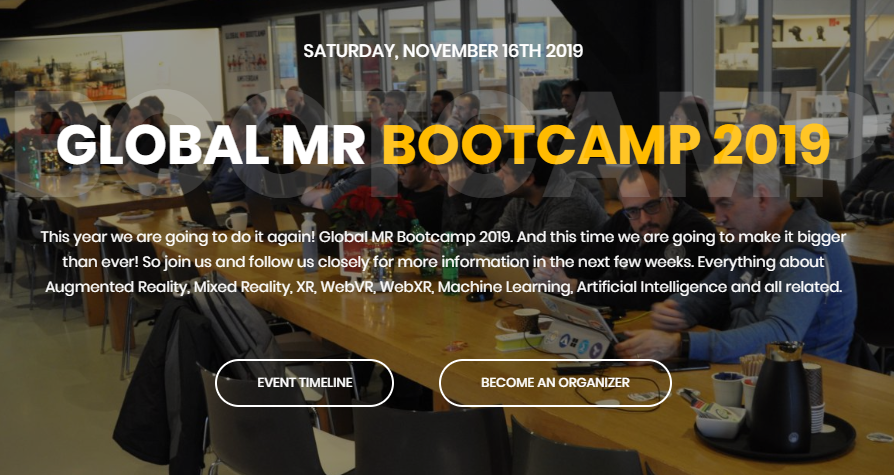 SATURDAY, NOVEMBER 16TH 2019
BOOTCAMP
GLOBAL MR BOOTCAMP 2019
This year we are going to do it again! Global MR Bootcamp 2019. And this time we are going to make it bigger
than ever! So join us and follow us closely for more information in the next few weeks. Everything about
Augmented Reality, Mixed Reality, XR, WebVR, WebXR, Machine Learning, Artificial Intelligence and all related.
EVENT TIMELINE
BECOME AN ORGANIZER